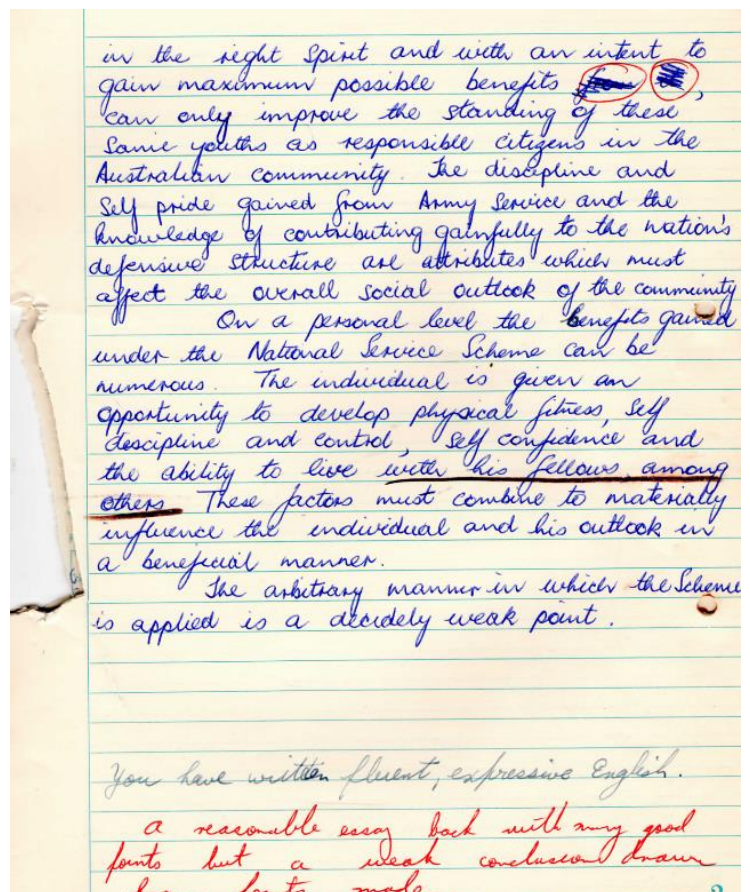 in the right spirit and with an intent to
gain maximum possible benefits
can only improve the standing of these
same youths as responsible citizens in the
Australian community. The discipline and
self pride gained from Army Service and the
knowledge of contributing gainfully to the nation's
defensive structure are attributes which must
affect the overall social outlook of the community
On a personal level the benefits gained
under the National Service Scheme can be
numerous. The individual is given an
opportunity to develop physical fitness, self
descipline and control, self confidence and
the ability to live with his fellows, among
others. These factors must combine to materially
influence the individual and his outlook in
a beneficial manner.
The arbitrary manner in which the Scheme
is applied is a decidely weak point.
You have written fluent, expressive English.
a reasonable essay back with many good
points but a weak conclusion drawn
made